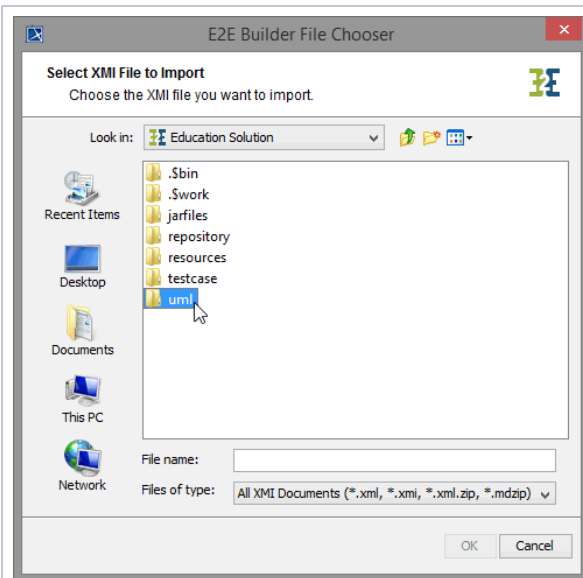 E2E Builder File Chooser
Select XMI File to Import
Choose the XMI file you want to import.
Look in: Education Solution
.$bin
.$work
jarfiles
repository
resources
testcase
uml
Recent Items
Desktop
Documents
This PC
Network
File name:
Files of type: All XMI Documents (*.xml, *.xmi, *.xml.zip, *.mdzip)
OK Cancel